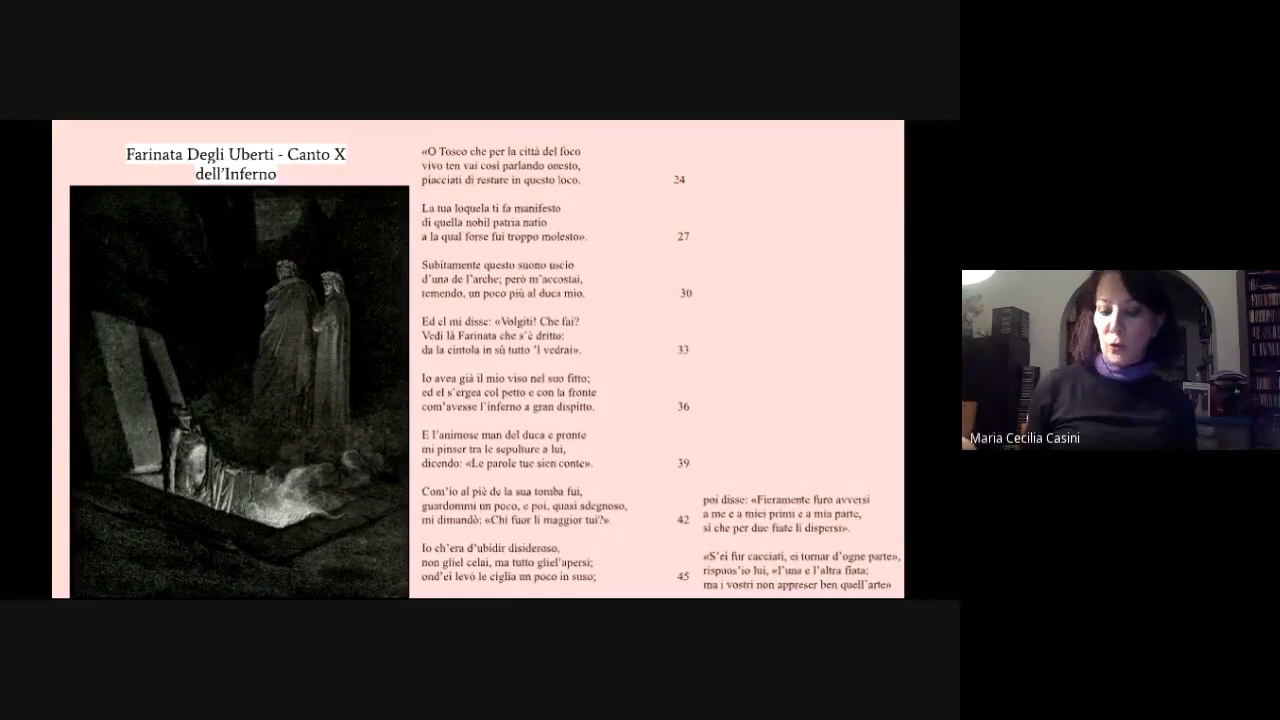 Farinata Degli Uberti - Canto X
dell'Inferno
«O Tosco che per la città del foco
vivo ten vai così parlando onesto,
piacciati di restare in questo loco. 24
La tua loquela ti fa manifesto
di quella nobil patria natio
a la qual forse fui troppo molesto». 27
Subitamente questo suono uscio
d'una de l'arche; però m'accostai,
temendo, un poco più al duca mio. 30
Ed el mi disse: «Volgiti! Che fai?
Vedi là Farinata che s'è dritto:
da la cintola in sù tutto 'l vedrai». 33
Io avea già il mio viso nel suo fitto;
ed el s'ergea col petto e con la fronte
com'avesse l'inferno a gran dispitto. 36
E l'animose man del duca e pronte
mi pinser tra le sepulture a lui,
dicendo: «Le parole tue sien conte». 39
Com'io al piè de la sua tomba fui,
guardommi un poco, e poi, quasi sdegnoso,
mi dimandò: «Chi fuor li maggior tui?». 42
Io ch'era d'ubidir disideroso,
non gliel celai, ma tutto gliel'apersi;
ond'ei levò le ciglia un poco in suso; 45
poi disse: «Fieramente furo avversi
a me e a miei primi e a mia parte,
sì che per due fiate li dispersi».
«S'ei fur cacciati, ei tornar d'ogne parte»,
rispuos'io lui, «l'una e l'altra fiata;
ma i vostri non appreser ben quell'arte»
Maria Cecilia Casini